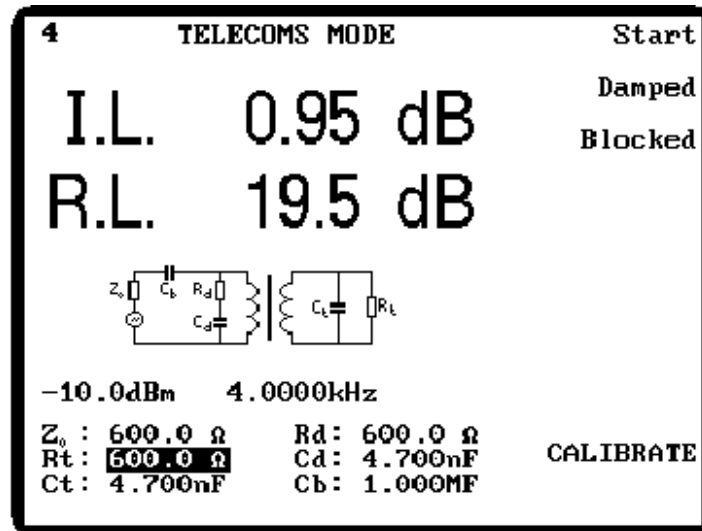 4 TELECOMS MODE Start
Damped
I.L. 0.95 dB
Blocked
R.L. 19.5 dB
Z₀ Cb Rd Cd Ct Rt
-10.0dBm 4.0000kHz
Z₀ : 600.0 Ω Rd: 600.0 Ω
Rt: 600.0 Ω Cd: 4.700nF CALIBRATE
Ct: 4.700nF Cb: 1.000MF